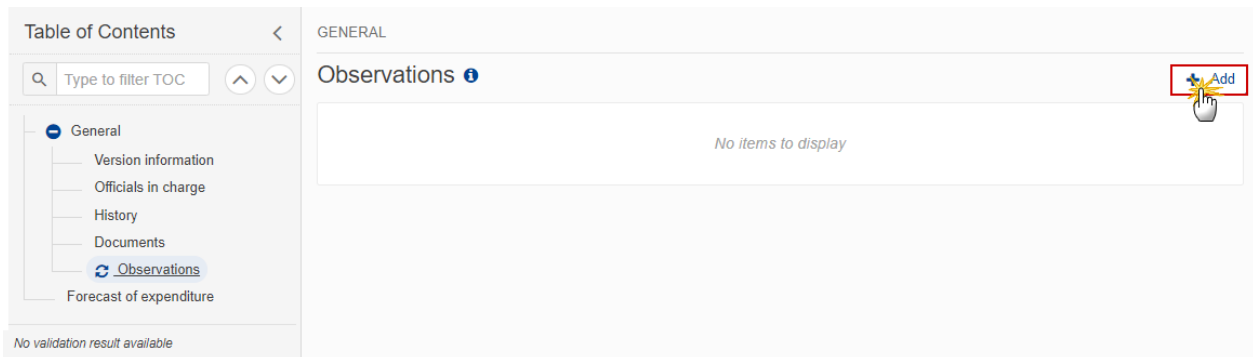 Table of Contents
Type to filter TOC
General
Version information
Officials in charge
History
Documents
Observations
Forecast of expenditure
No validation result available
GENERAL
Observations
Add
No items to display